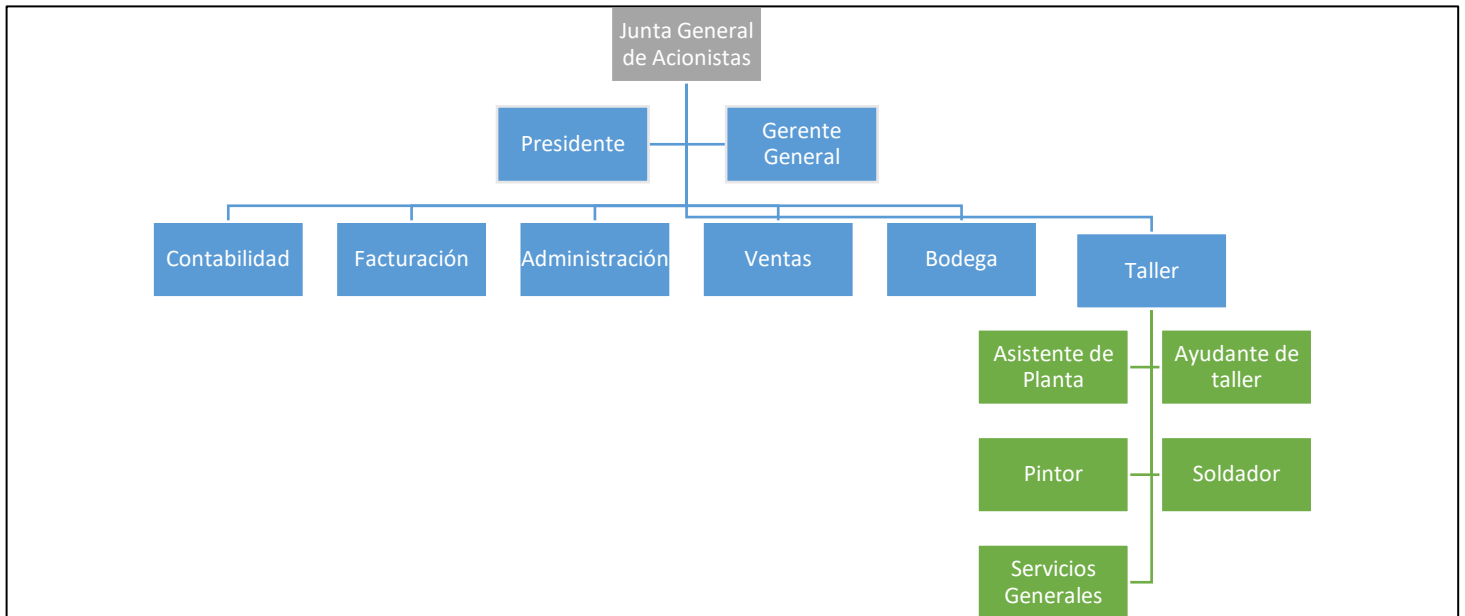 Junta General
de Acionistas
Presidente
Gerente
General
Contabilidad
Facturación
Administración
Ventas
Bodega
Taller
Asistente de
Planta
Ayudante de
taller
Pintor
Soldador
Servicios
Generales